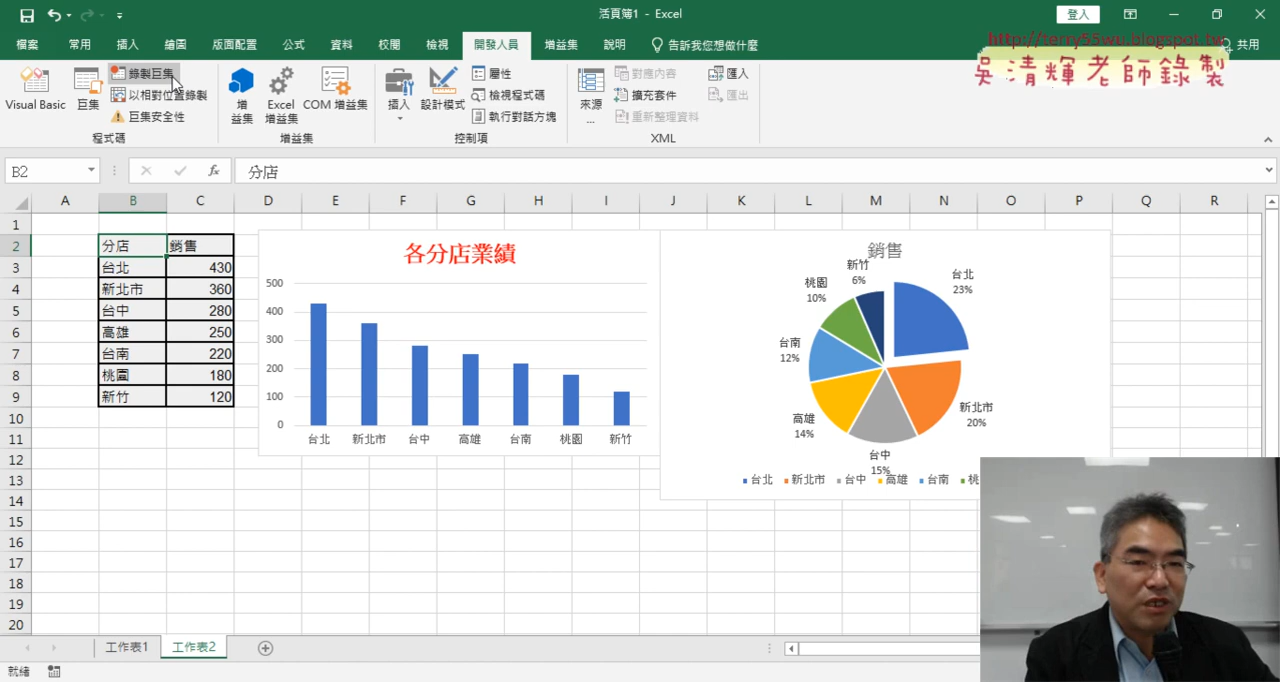 活頁簿1 - Excel
登入
http://terry55wu.blogspot.tw
吳清輝老師錄製
檔案 常用 插入 繪圖 版面配置 公式 資料 校閱 檢視 開發人員 增益集 說明 告訴我您想做什麼 共用
Visual Basic
巨集
錄製巨集
以相對位置錄製
巨集安全性
程式碼
增益集
Excel 增益集
COM 增益集
增益集
插入
設計模式
屬性
檢視程式碼
執行對話方塊
控制項
來源...
對應內容
擴充套件
重新整理資料
匯入
匯出
XML
B2
fx
分店
A B C D E F G H I J K L M N O P Q R
1
2 分店 銷售
3 台北 430
4 新北市 360
5 台中 280
6 高雄 250
7 台南 220
8 桃園 180
9 新竹 120
10
11
12
13
14
15
16
17
18
19
20
各分店業績
500
400
300
200
100
0
台北 新北市 台中 高雄 台南 桃園 新竹
銷售
台北
23%
新北市
20%
台中
15%
高雄
14%
台南
12%
桃園
10%
新竹
6%
台北 新北市 台中 高雄 台南 桃
工作表1 工作表2
就緒